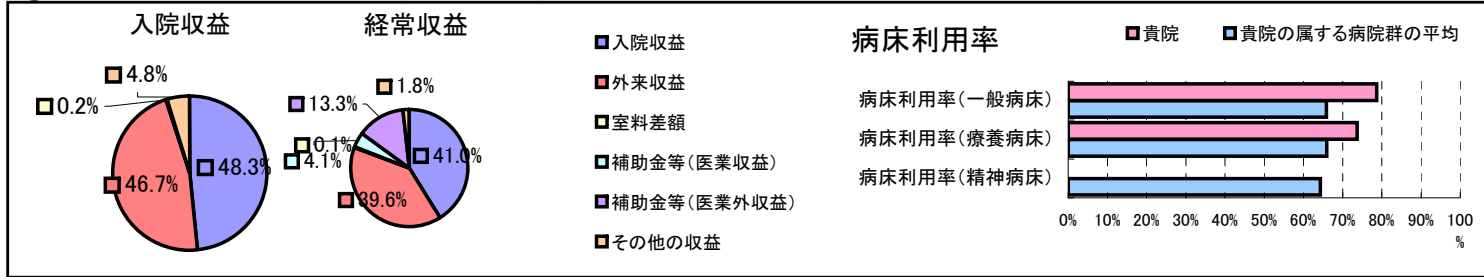 入院収益
4.8%
0.2%
48.3%
46.7%
経常収益
1.8%
13.3%
0.1%
4.1%
41.0%
39.6%
入院収益
外来収益
室料差額
補助金等(医業収益)
補助金等(医業外収益)
その他の収益
病床利用率
貴院
貴院の属する病院群の平均
病床利用率(一般病床)
病床利用率(療養病床)
病床利用率(精神病床)
0% 10% 20% 30% 40% 50% 60% 70% 80% 90% 100
%